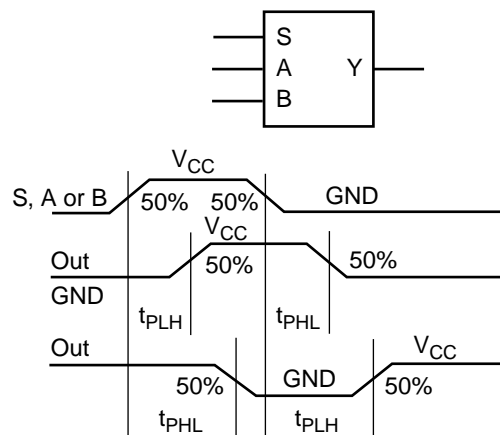 S
A Y
B
VCC
S, A or B 50% 50% GND
VCC
Out 50% 50%
GND
tPLH tPHL
Out VCC
50% GND 50%
tPHL tPLH